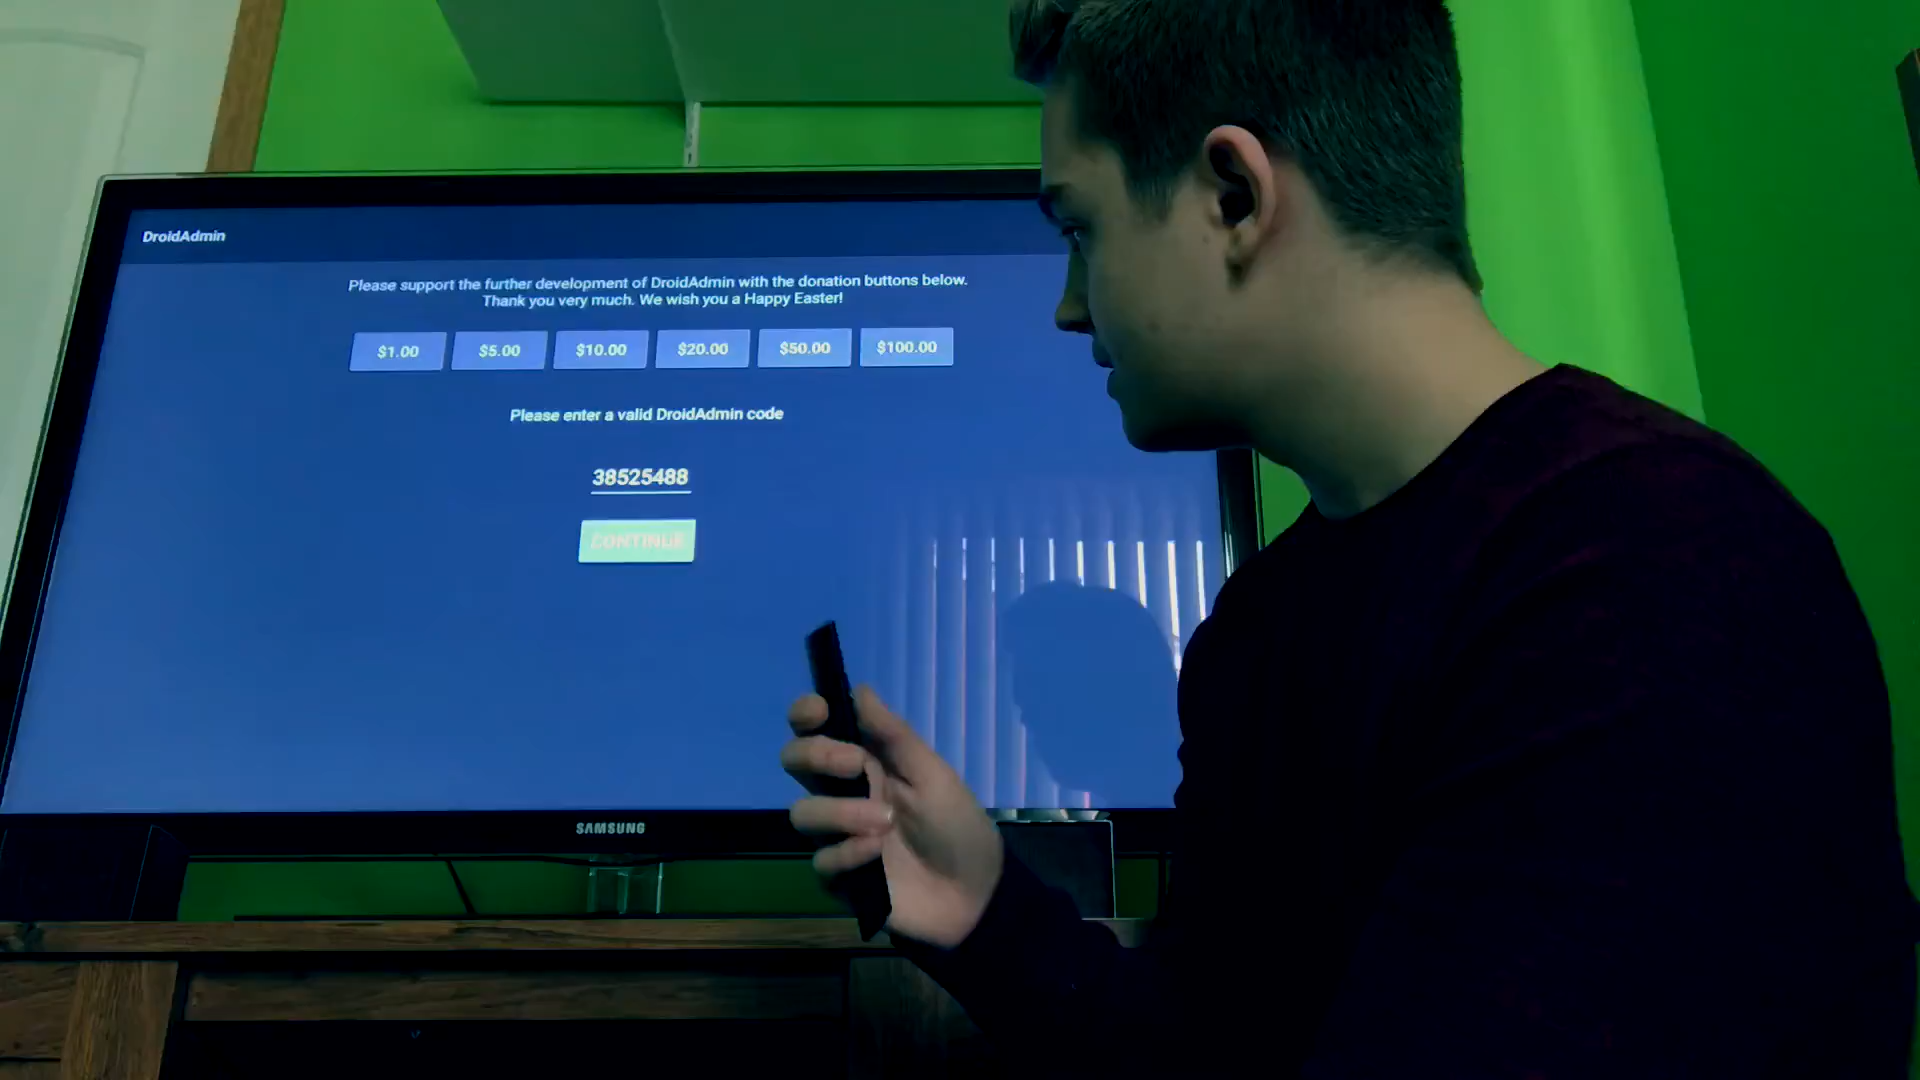 DroidAdmin
Please support the further development of DroidAdmin with the donation buttons below.
Thank you very much. We wish you a Happy Easter!
$1.00 $5.00 $10.00 $20.00 $50.00 $100.00
Please enter a valid DroidAdmin code
38525488
CONTINUE
SAMSUNG